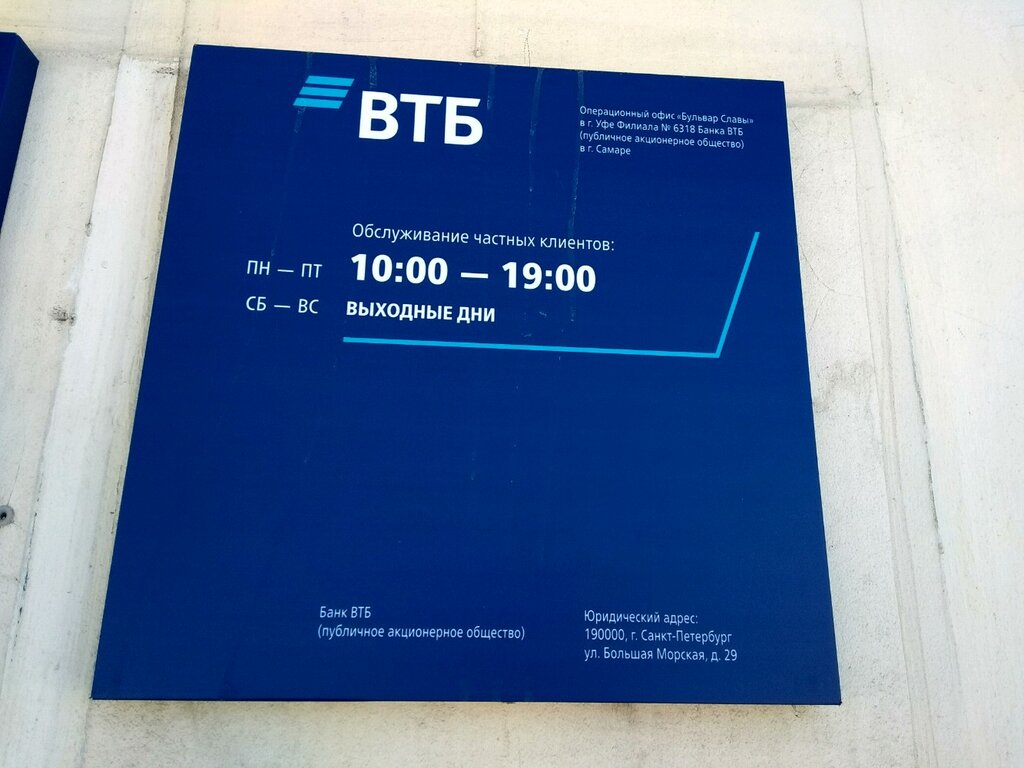 ВТБ
Операционный офис «Бульвар Славы»
в г. Уфе Филиала № 6318 Банка ВТБ
(публичное акционерное общество)
в г. Самаре
Обслуживание частных клиентов:
ПН — ПТ 10:00 — 19:00
СБ — ВС ВЫХОДНЫЕ ДНИ
Банк ВТБ
(публичное акционерное общество)
Юридический адрес:
190000, г. Санкт-Петербург
ул. Большая Морская, д. 29